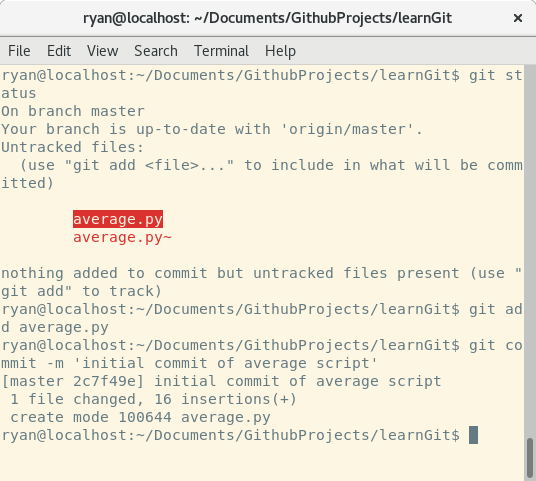 ryan@localhost: ~/Documents/GithubProjects/learnGit
File Edit View Search Terminal Help
ryan@localhost:~/Documents/GithubProjects/learnGit$ git st
atus
On branch master
Your branch is up-to-date with 'origin/master'.
Untracked files:
  (use "git add <file>..." to include in what will be comm
itted)
average.py
average.py~
nothing added to commit but untracked files present (use "
git add" to track)
ryan@localhost:~/Documents/GithubProjects/learnGit$ git ad
d average.py
ryan@localhost:~/Documents/GithubProjects/learnGit$ git co
mmit -m 'initial commit of average script'
[master 2c7f49e] initial commit of average script
 1 file changed, 16 insertions(+)
 create mode 100644 average.py
ryan@localhost:~/Documents/GithubProjects/learnGit$